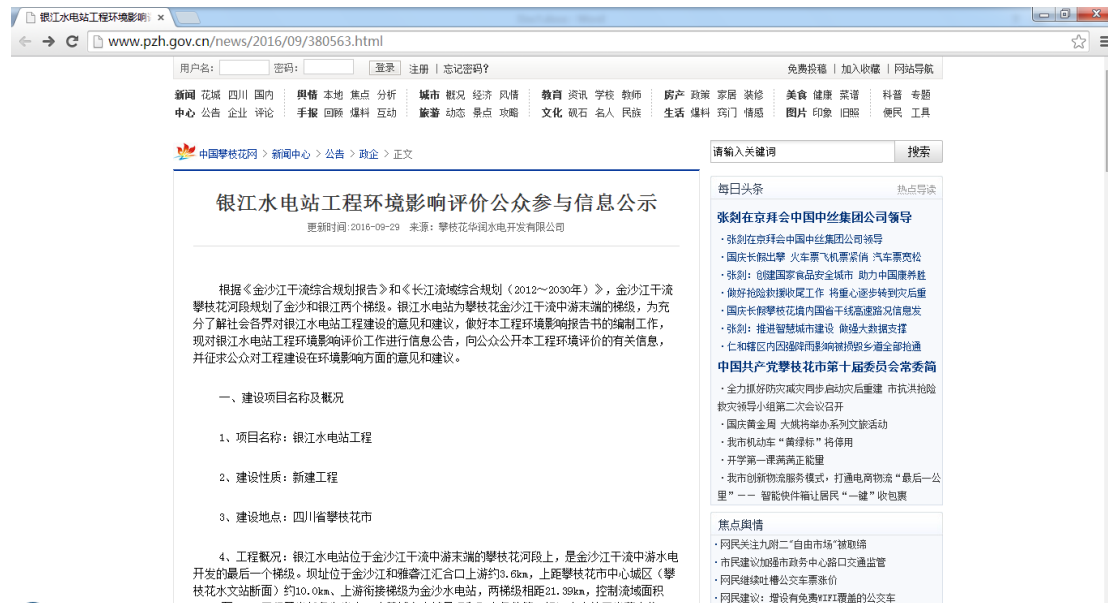 银江水电站工程环境影响
www.pzh.gov.cn/news/2016/09/380563.html
用户名： 密码： 登录 注册 | 忘记密码? 免费投稿 | 加入收藏 | 网站导航
新闻 花城 四川 国内 舆情 本地 焦点 分析 城市 概况 经济 风情 教育 资讯 学校 教师 房产 政策 家居 装修 美食 健康 菜谱 科普 专题
中心 公告 企业 评论 手报 回顾 爆料 互动 旅游 动态 景点 攻略 文化 砚石 名人 民族 生活 爆料 窍门 情感 图片 印象 旧照 便民 工具
中国攀枝花网 > 新闻中心 > 公告 > 政企 > 正文
银江水电站工程环境影响评价公众参与信息公示
更新时间:2016-09-29 来源：攀枝花华润水电开发有限公司
根据《金沙江干流综合规划报告》和《长江流域综合规划（2012～2030年）》，金沙江干流
攀枝花河段规划了金沙和银江两个梯级。银江水电站为攀枝花金沙江干流中游末端的梯级，为充
分了解社会各界对银江水电站工程建设的意见和建议，做好本工程环境影响报告书的编制工作，
现对银江水电站工程环境影响评价工作进行信息公告，向公众公开本工程环境评价的有关信息，
并征求公众对工程建设在环境影响方面的意见和建议。
一、建设项目名称及概况
1、项目名称：银江水电站工程
2、建设性质：新建工程
3、建设地点：四川省攀枝花市
4、工程概况：银江水电站位于金沙江干流中游末端的攀枝花河段上，是金沙江干流中游水电
开发的最后一个梯级。坝址位于金沙江和雅砻江汇合口上游约3.6km，上距攀枝花市中心城区（攀
枝花水文站断面）约10.0km、上游衔接梯级为金沙水电站，两梯级相距21.39km，控制流域面积
请输入关键词 搜索
每日头条 热点导读
张剡在京拜会中国中丝集团公司领导
·张剡在京拜会中国中丝集团公司领导
·国庆长假出攀 火车票飞机票紧俏 汽车票宽松
·张剡：创建国家食品安全城市 助力中国康养胜
·做好抢险救援收尾工作 将重心逐步转到灾后重
·国庆长假攀枝花境内国省干线高速路况信息发
·张剡：推进智慧城市建设 做强大数据支撑
·仁和辖区内因强降雨影响被损毁乡道全部抢通
中国共产党攀枝花市第十届委员会常委简
·全力抓好防灾减灾同步启动灾后重建 市抗洪抢险
救灾领导小组第二次会议召开
·国庆黄金周 大姚将举办系列文旅活动
·我市机动车“黄绿标”将停用
·开学第一课满满正能量
·我市创新物流服务模式，打通电商物流“最后一公
里”—— 智能快件箱让居民“一键”收包裹
焦点舆情
·网民关注九附二“自由市场”被取缔
·市民建议加强市政务中心路口交通监管
·网民继续吐槽公交车票涨价
·网民建议：增设有免费WIFI覆盖的公交车